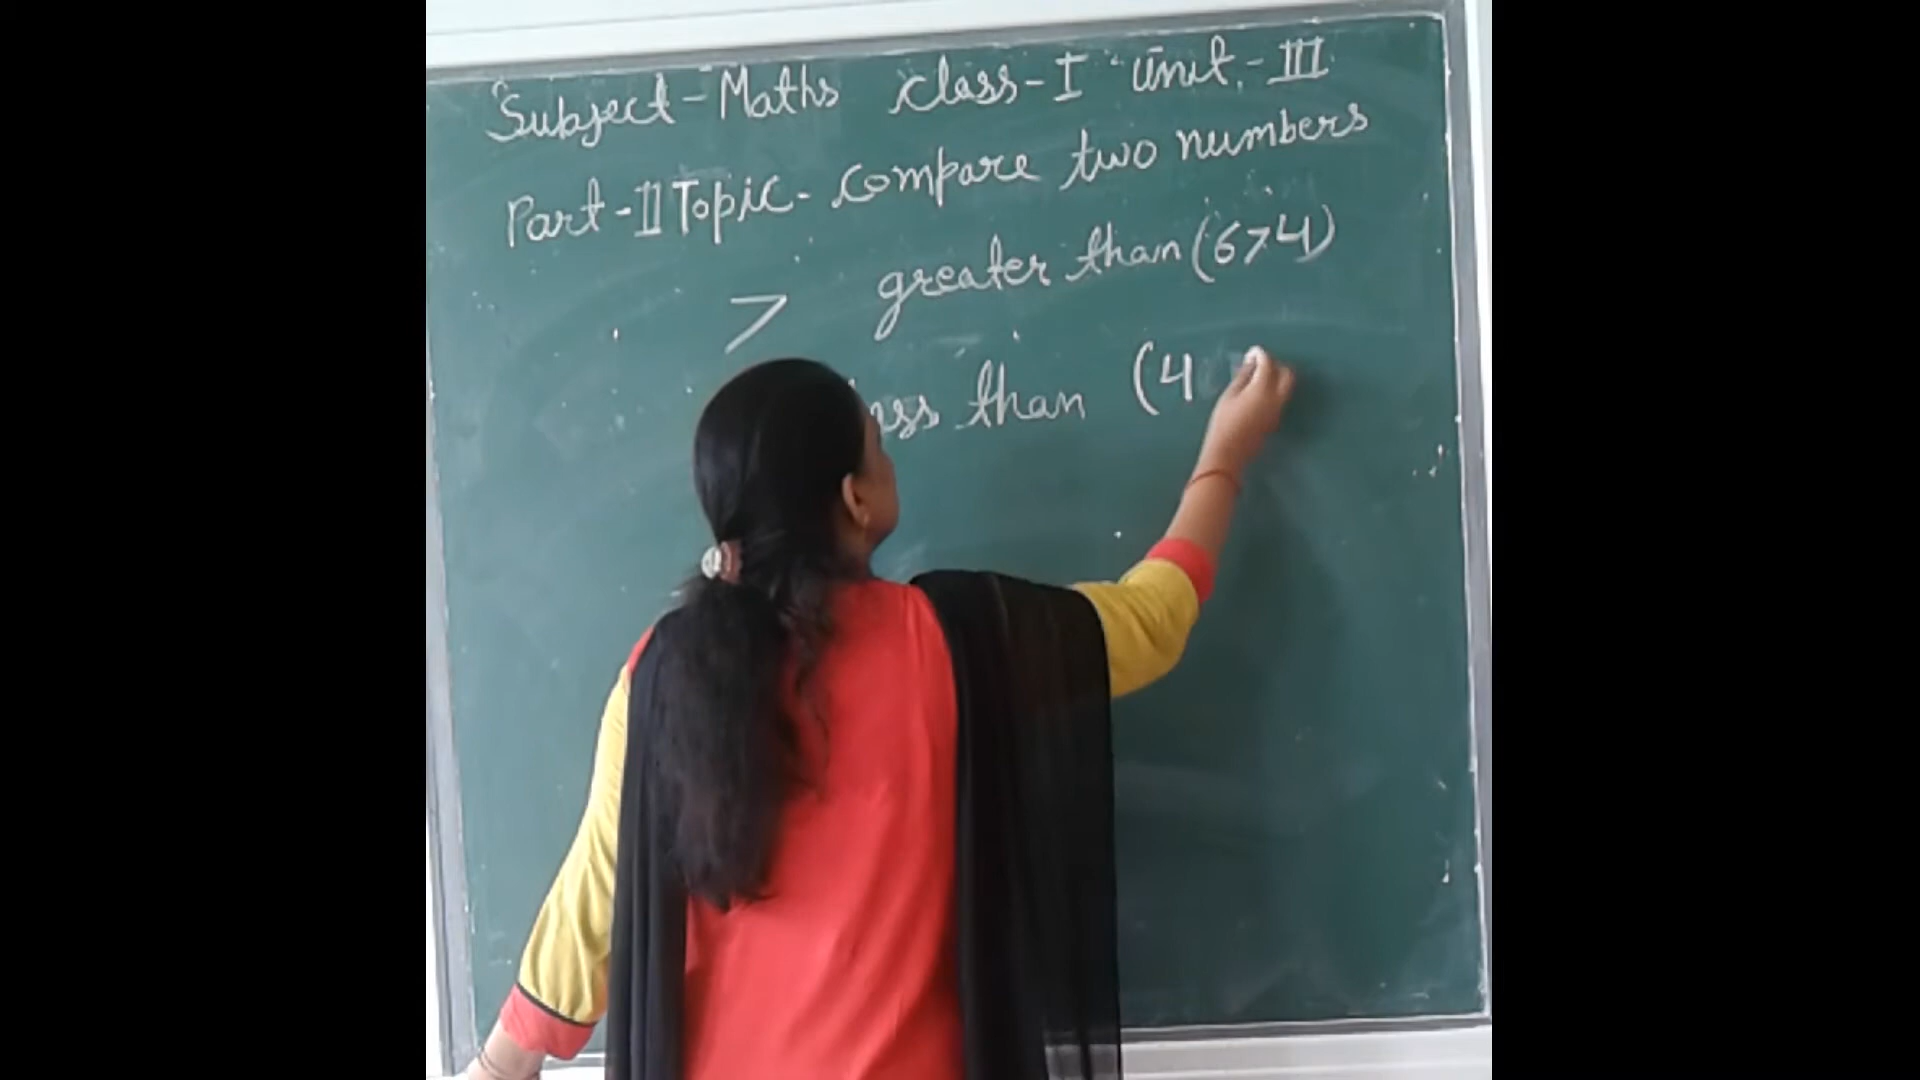 Subject - Maths class - I Unit - III
Part - II Topic - compare two numbers
> greater than (6>4)
than (4